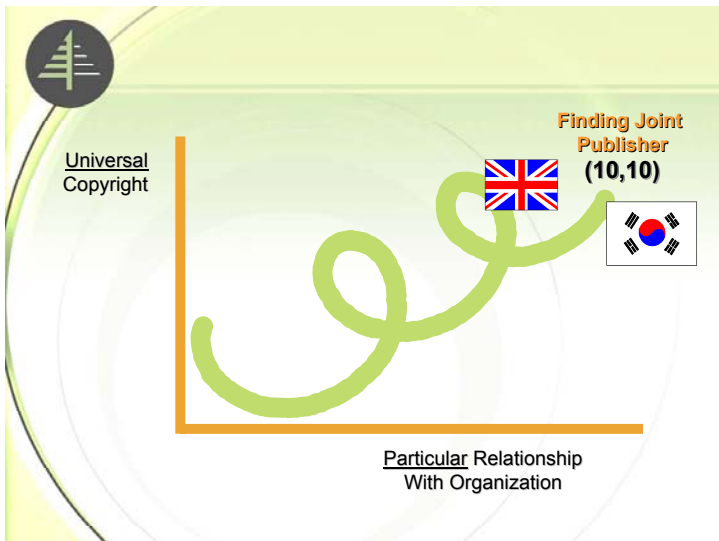 Finding Joint
Publisher
(10,10)
Universal
Copyright
Particular Relationship
With Organization